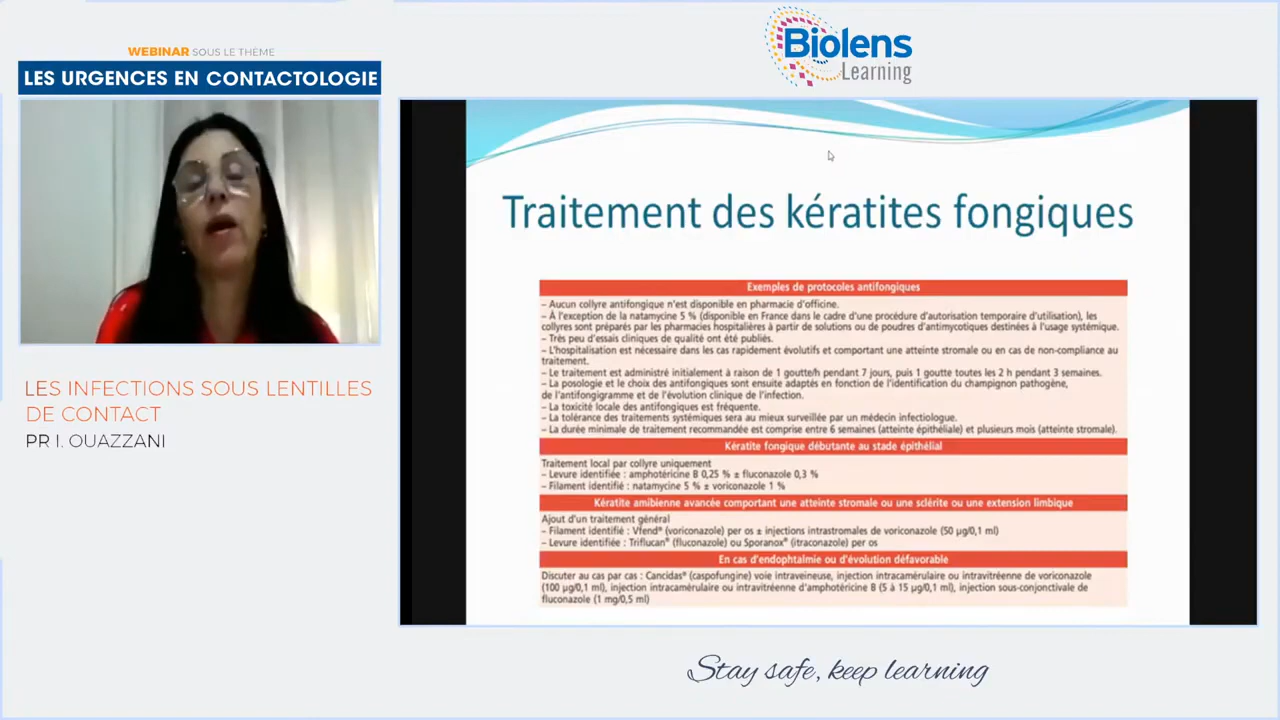 WEBINAR SOUS LE THÈME
LES URGENCES EN CONTACTOLOGIE
LES INFECTIONS SOUS LENTILLES
DE CONTACT
PR I. OUAZZANI
Biolens
Learning
Traitement des kératites fongiques
Exemples de protocoles antifongiques
– Aucun collyre antifongique n'est disponible en pharmacie d'officine.
– À l'exception de la natamycine 5 % (disponible en France dans le cadre d'une procédure d'autorisation temporaire d'utilisation), les
collyres sont préparés par les pharmacies hospitalières à partir de solutions ou de poudres d'antimycotiques destinées à l'usage systémique.
– Très peu d'essais cliniques de qualité ont été publiés.
– L'hospitalisation est nécessaire dans les cas rapidement évolutifs et comportant une atteinte stromale ou en cas de non-compliance au
traitement.
– Le traitement est administré initialement à raison de 1 goutte/h pendant 7 jours, puis 1 goutte toutes les 2 h pendant 3 semaines.
– La posologie et le choix des antifongiques sont ensuite adaptés en fonction de l'identification du champignon pathogène,
de l'antifongigramme et de l'évolution clinique de l'infection.
– La toxicité locale des antifongiques est fréquente.
– La tolérance des traitements systémiques sera au mieux surveillée par un médecin infectiologue.
– La durée minimale de traitement recommandée est comprise entre 6 semaines (atteinte épithéliale) et plusieurs mois (atteinte stromale).
Kératite fongique débutante au stade épithélial
Traitement local par collyre uniquement
– Levure identifiée : amphotéricine B 0,25 % ± fluconazole 0,3 %
– Filament identifié : natamycine 5 % ± voriconazole 1 %
Kératite amibienne avancée comportant une atteinte stromale ou une sclérite ou une extension limbique
Ajout d'un traitement général
– Filament identifié : Vfend® (voriconazole) per os ± injections intrastromales de voriconazole (50 µg/0,1 ml)
– Levure identifiée : Triflucan® (fluconazole) ou Sporanox® (itraconazole) per os
En cas d'endophtalmie ou d'évolution défavorable
Discuter au cas par cas : Cancidas® (caspofungine) voie intraveineuse, injection intracamérulaire ou intravitréenne de voriconazole
(100 µg/0,1 ml), injection intracamérulaire ou intravitréenne d'amphotéricine B (5 à 15 µg/0,1 ml), injection sous-conjonctivale de
fluconazole (1 mg/0,5 ml)
Stay safe, keep learning